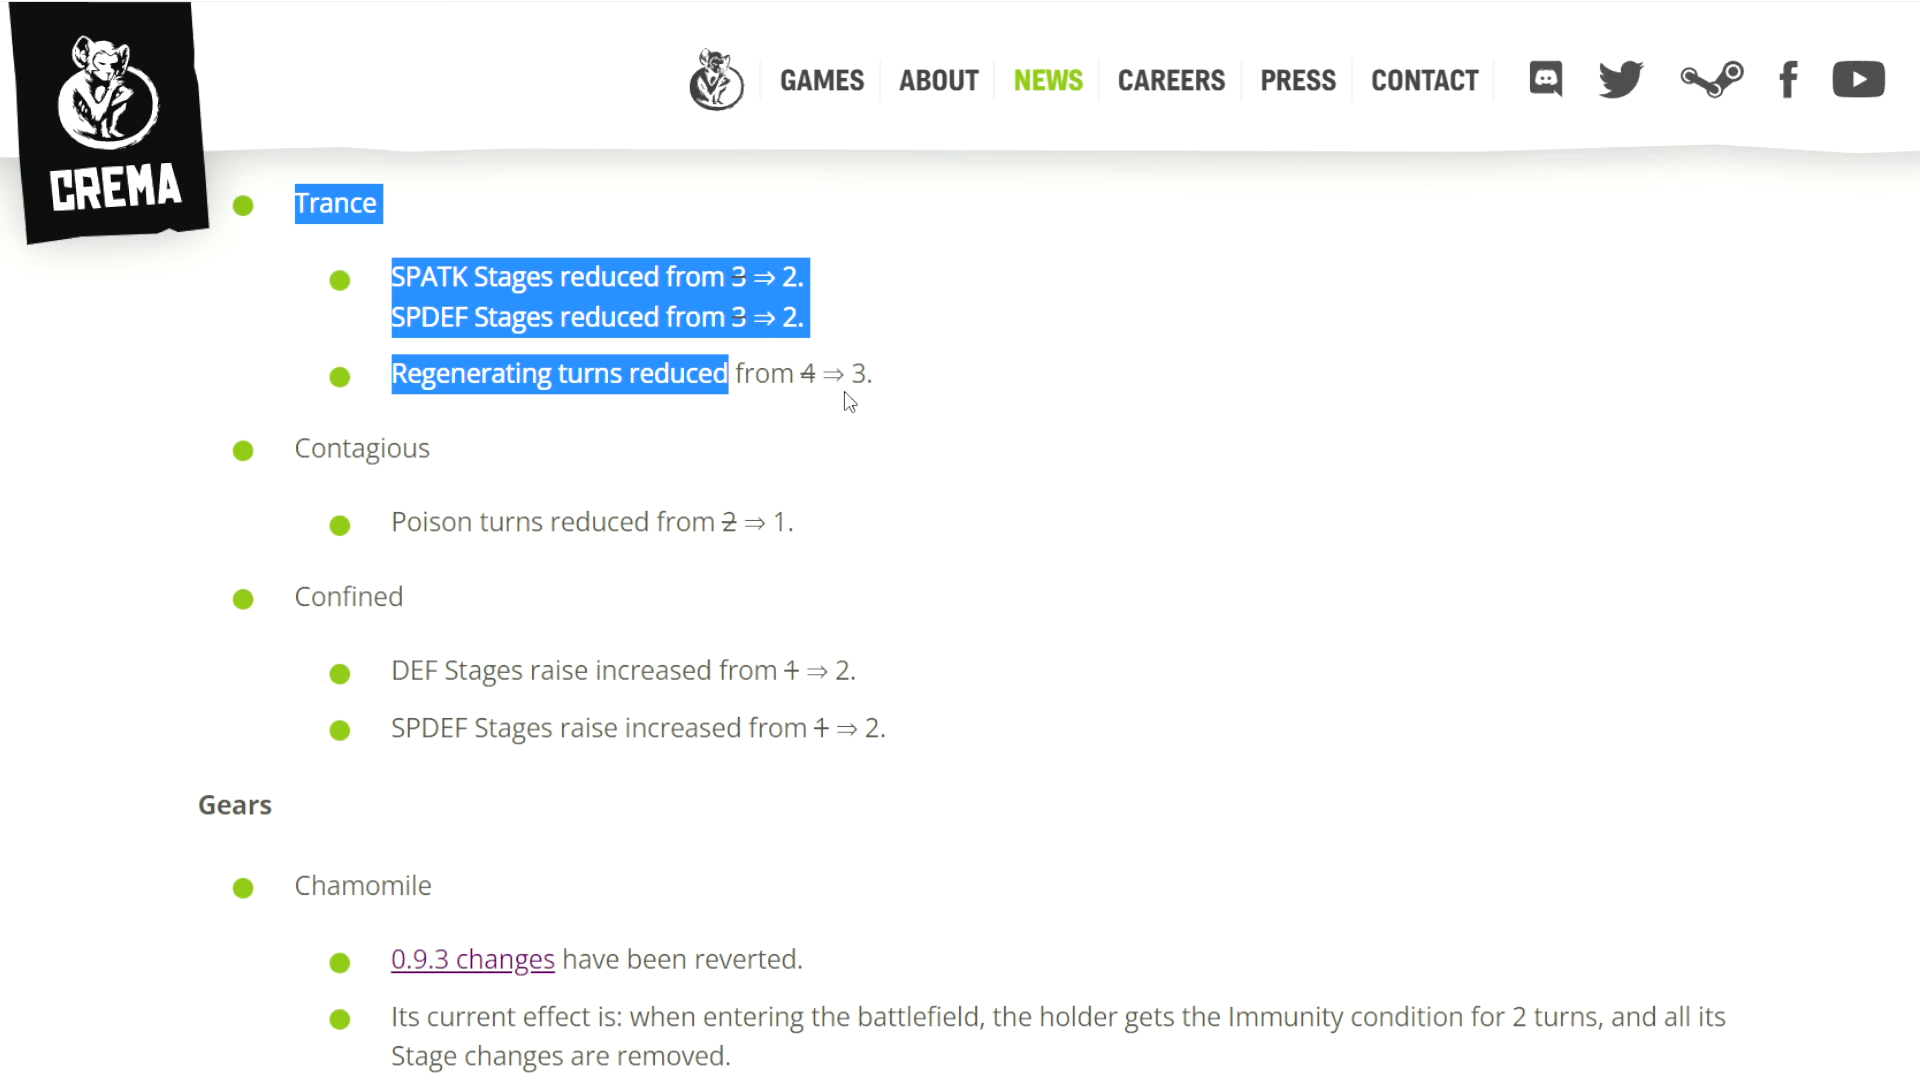 CREMA
GAMES
ABOUT
NEWS
CAREERS
PRESS
CONTACT
Trance
SPATK Stages reduced from 3 ⇒ 2.
SPDEF Stages reduced from 3 ⇒ 2.
Regenerating turns reduced from 4 ⇒ 3.
Contagious
Poison turns reduced from 2 ⇒ 1.
Confined
DEF Stages raise increased from 1 ⇒ 2.
SPDEF Stages raise increased from 1 ⇒ 2.
Gears
Chamomile
0.9.3 changes have been reverted.
Its current effect is: when entering the battlefield, the holder gets the Immunity condition for 2 turns, and all its
Stage changes are removed.